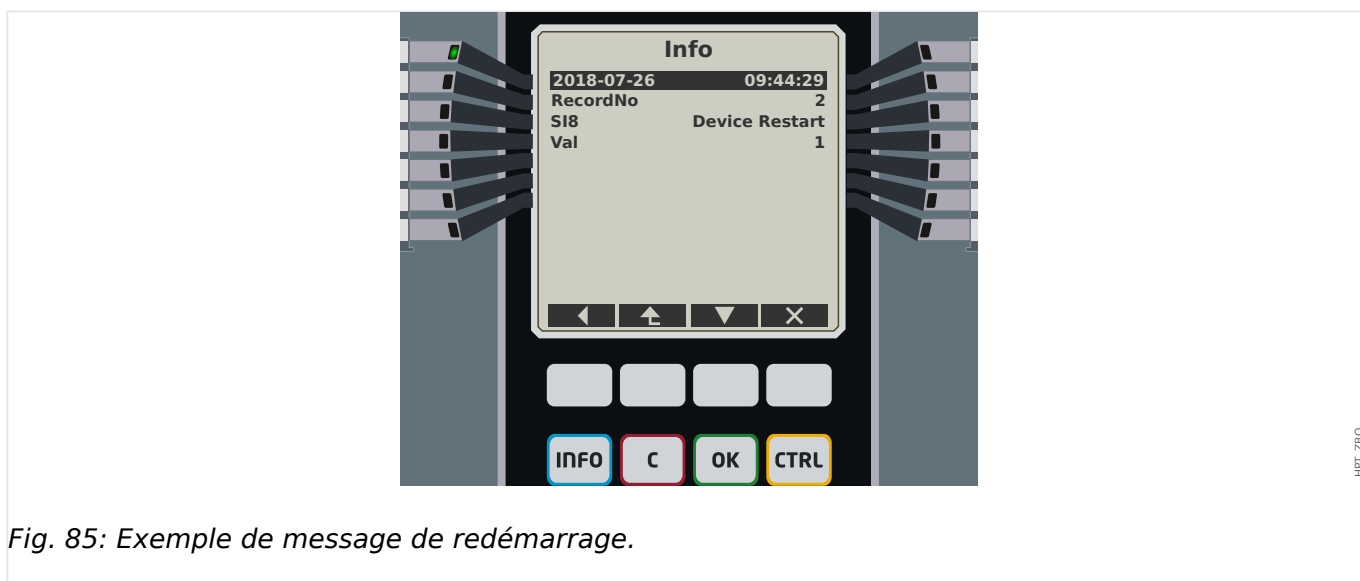 Info
2018-07-26 09:44:29
RecordNo 2
SI8 Device Restart
Val 1
INFO C OK CTRL
HPT_ZBQ
Fig. 85: Exemple de message de redémarrage.